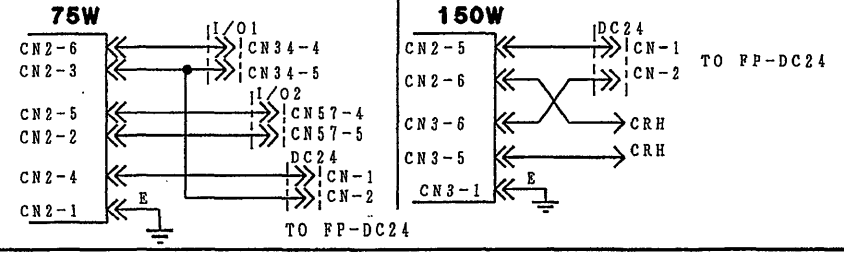 75W
I/O1
CN2-6
CN34-4
CN2-3
CN34-5
I/O2
CN2-5
CN57-4
CN2-2
CN57-5
DC24
CN2-4
CN-1
CN-2
E
CN2-1
TO FP-DC24
150W
DC24
CN2-5
CN-1
TO FP-DC24
CN2-6
CN-2
CN3-6
CRH
CN3-5
CRH
E
CN3-1